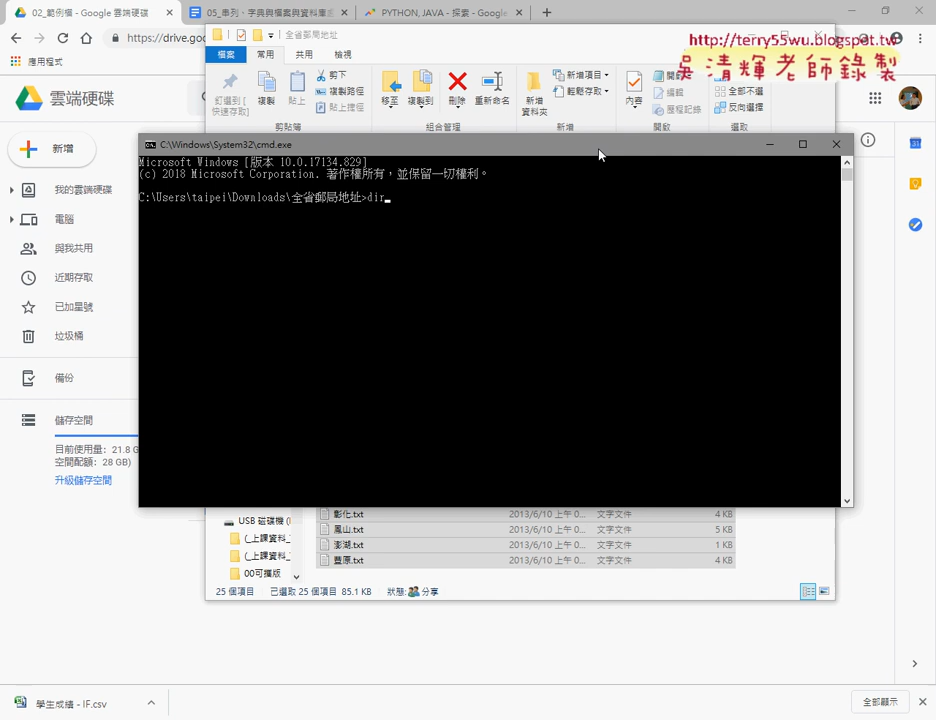 02_範例檔 - Google 雲端硬碟
05_串列、字典與檔案與資料庫
PYTHON, JAVA - 探索 - Google
https://drive.goo
應用程式
雲端硬碟
新增
我的雲端硬碟
電腦
與我共用
近期存取
已加星號
垃圾桶
備份
儲存空間
目前使用量：21.8 G
空間配額：28 GB)
升級儲存空間
全省郵局地址
檔案
常用
共用
檢視
http://terry55wu.blogspot.tw
吳清輝老師錄製
釘選到 [
快速存取]
複製
貼上
剪下
複製路徑
貼上捷徑
移至
複製到
刪除
重新命名
新增
資料夾
新增項目
輕鬆存取
內容
開啟
編輯
歷程記錄
全部不選
反向選擇
剪貼簿
組合管理
新增
開啟
選取
C:\Windows\System32\cmd.exe
Microsoft Windows [版本 10.0.17134.829]
(c) 2018 Microsoft Corporation. 著作權所有，並保留一切權利。
C:\Users\taipei\Downloads\全省郵局地址>dir
USB 磁碟機 (
(_上課資料_
(_上課資料_
00可攜版
彰化.txt 2013/6/10 上午 0... 文字文件 4 KB
鳳山.txt 2013/6/10 上午 0... 文字文件 5 KB
澎湖.txt 2013/6/10 上午 0... 文字文件 1 KB
豐原.txt 2013/6/10 上午 0... 文字文件 4 KB
25 個項目
已選取 25 個項目 85.1 KB
狀態:
分享
學生成績 - IF.csv
全部顯示